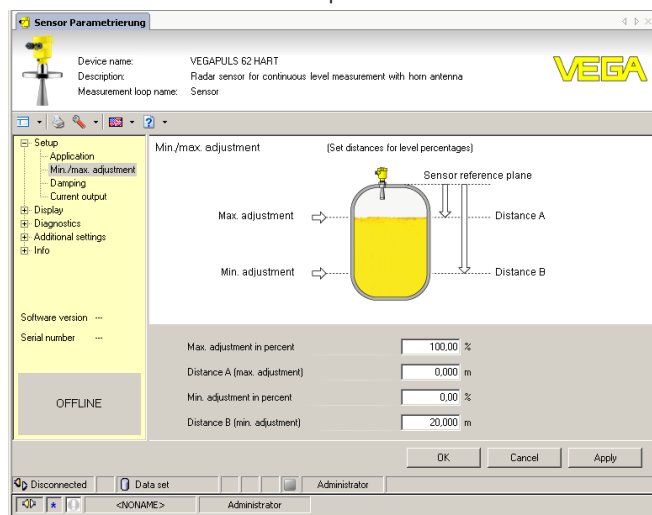 Sensor Parametrierung
Device name: VEGAPULS 62 HART
Description: Radar sensor for continuous level measurement with horn antenna
Measurement loop name: Sensor
VEGA
Setup
Application
Min./max. adjustment
Damping
Current output
Display
Diagnostics
Additional settings
Info
Software version ---
Serial number ---
OFFLINE
Min./max. adjustment (Set distances for level percentages)
Sensor reference plane
Max. adjustment Distance A
Min. adjustment Distance B
Max. adjustment in percent 100,00 %
Distance A (max. adjustment) 0,000 m
Min. adjustment in percent 0,00 %
Distance B (min. adjustment) 20,000 m
OK Cancel Apply
Disconnected Data set Administrator
<NONAME> Administrator